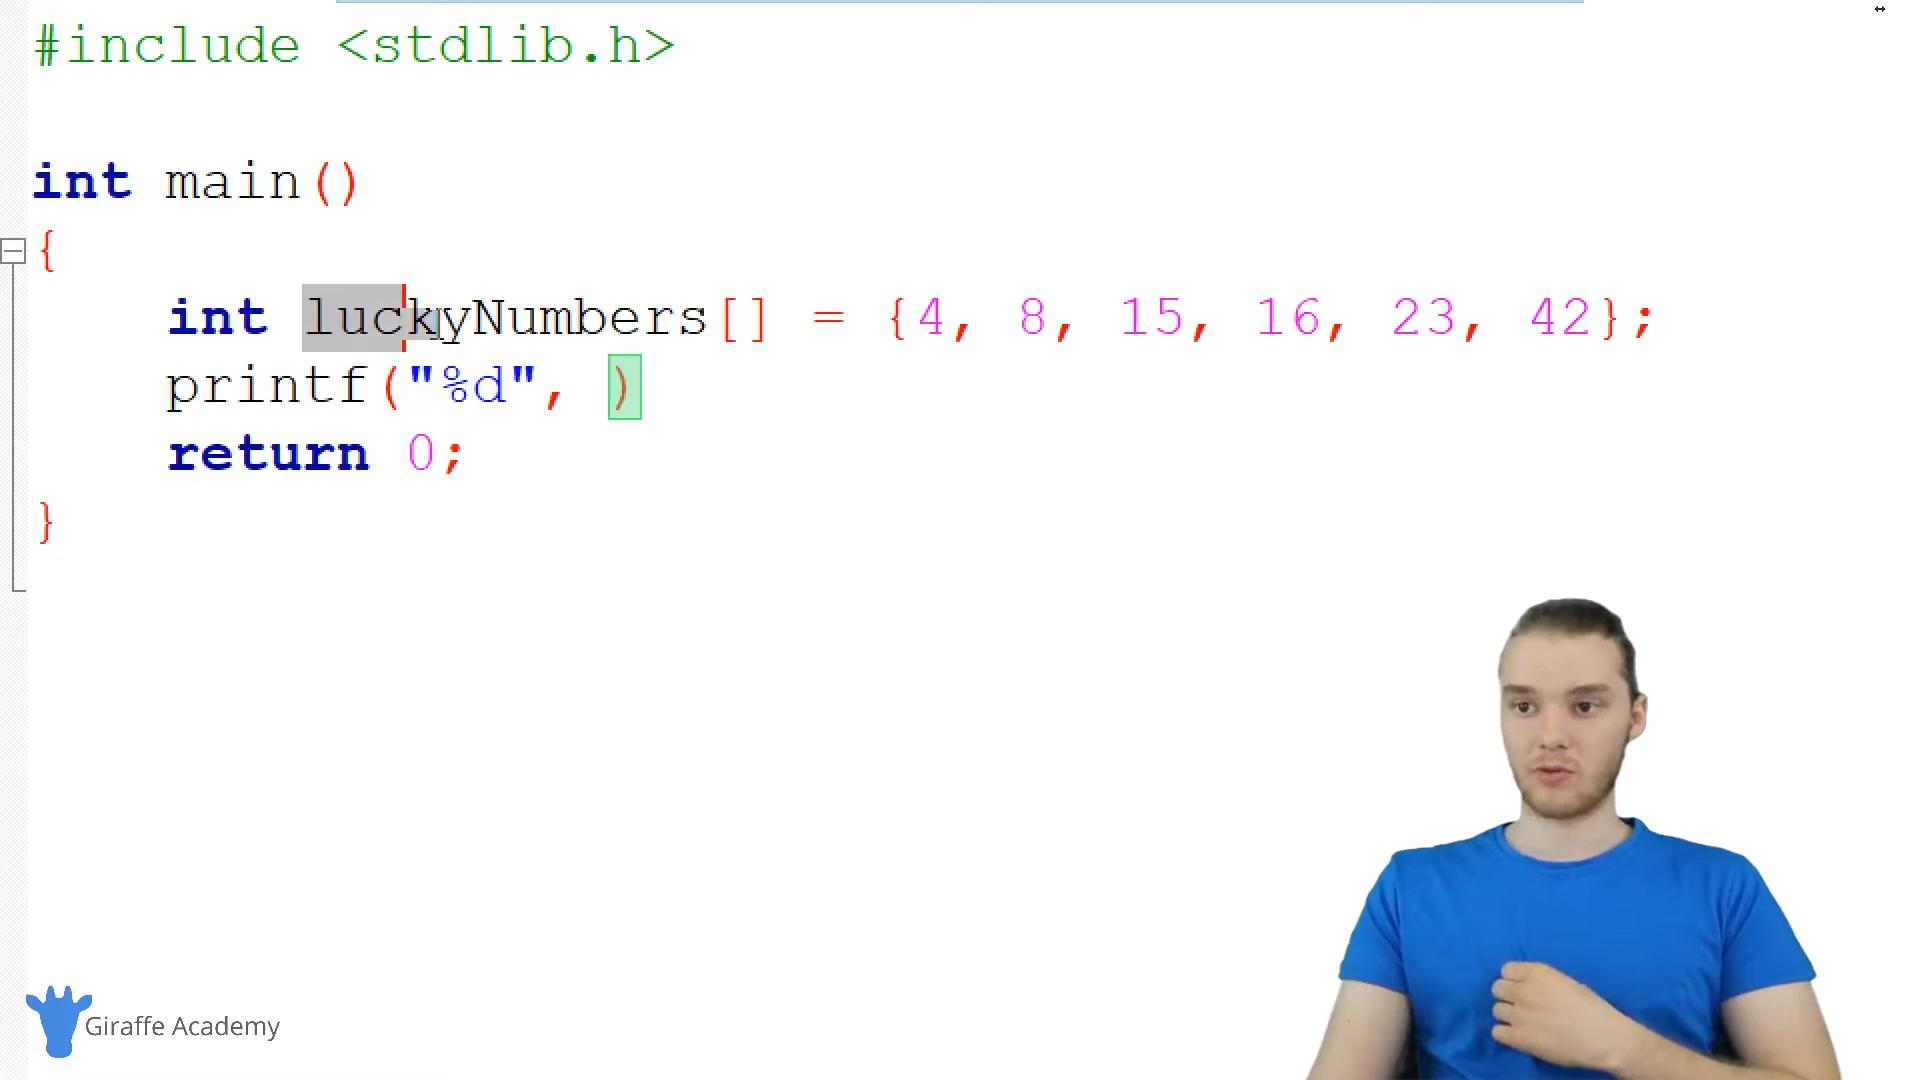 #include <stdlib.h>
int main()
{
int luckyNumbers[] = {4, 8, 15, 16, 23, 42};
printf("%d", )
return 0;
}
Giraffe Academy